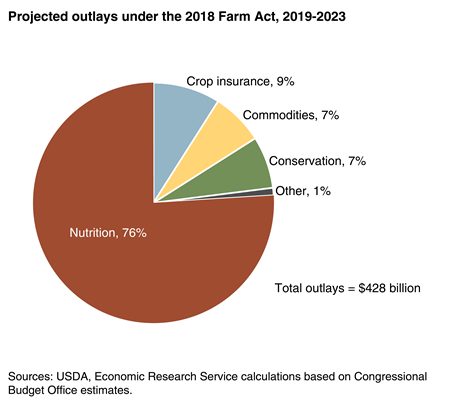 Projected outlays under the 2018 Farm Act, 2019-2023
Crop insurance, 9%
Commodities, 7%
Conservation, 7%
Other, 1%
Nutrition, 76%
Total outlays = $428 billion
Sources: USDA, Economic Research Service calculations based on Congressional
Budget Office estimates.